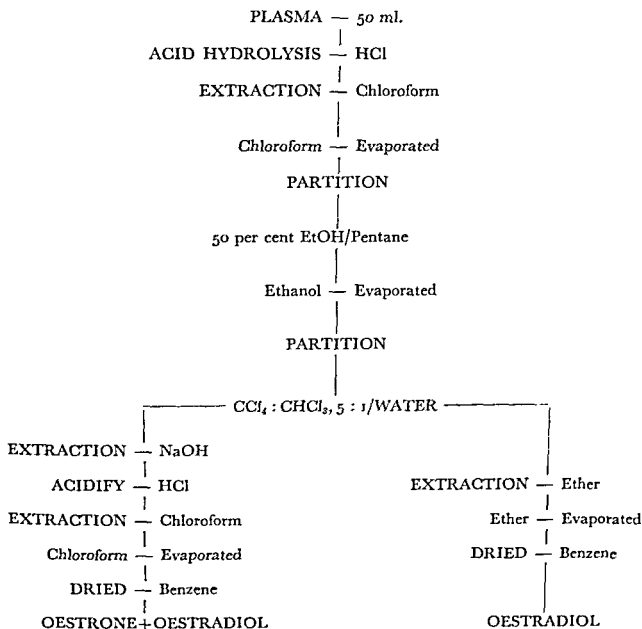 PLASMA — 50 ml.
ACID HYDROLYSIS — HCl
EXTRACTION — Chloroform
Chloroform — Evaporated
PARTITION
50 per cent EtOH/Pentane
Ethanol — Evaporated
PARTITION
CCl₄ : CHCl₃, 5 : 1/WATER
EXTRACTION — NaOH
ACIDIFY — HCl
EXTRACTION — Chloroform
Chloroform — Evaporated
DRIED — Benzene
OESTRONE+OESTRADIOL
EXTRACTION — Ether
Ether — Evaporated
DRIED — Benzene
OESTRADIOL